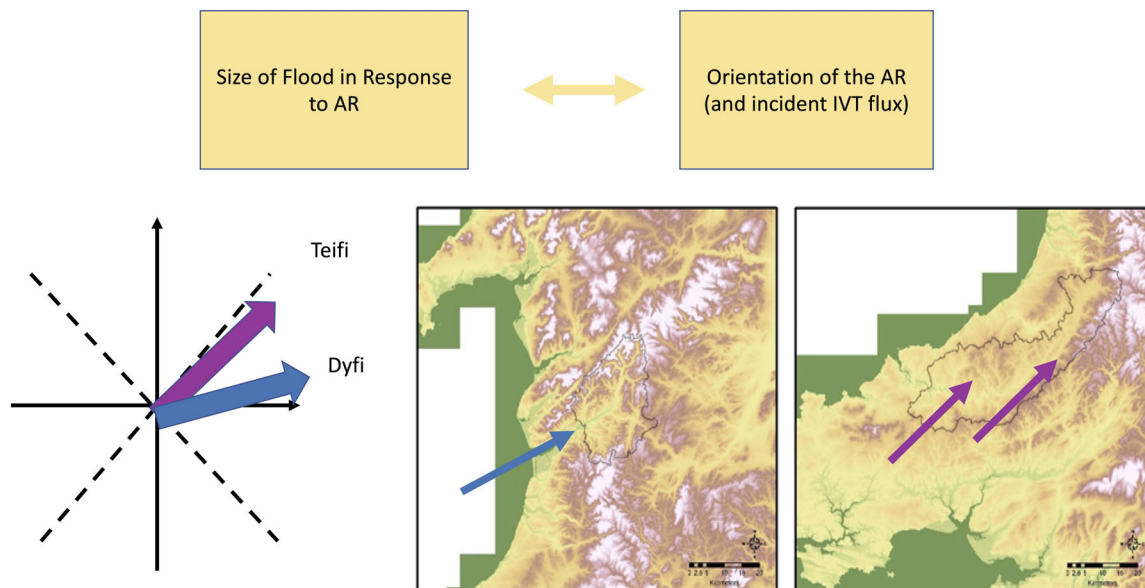 Size of Flood in Response
to AR
Orientation of the AR
(and incident IVT flux)
Teifi
Dyfi
Kilometers
Kilometers